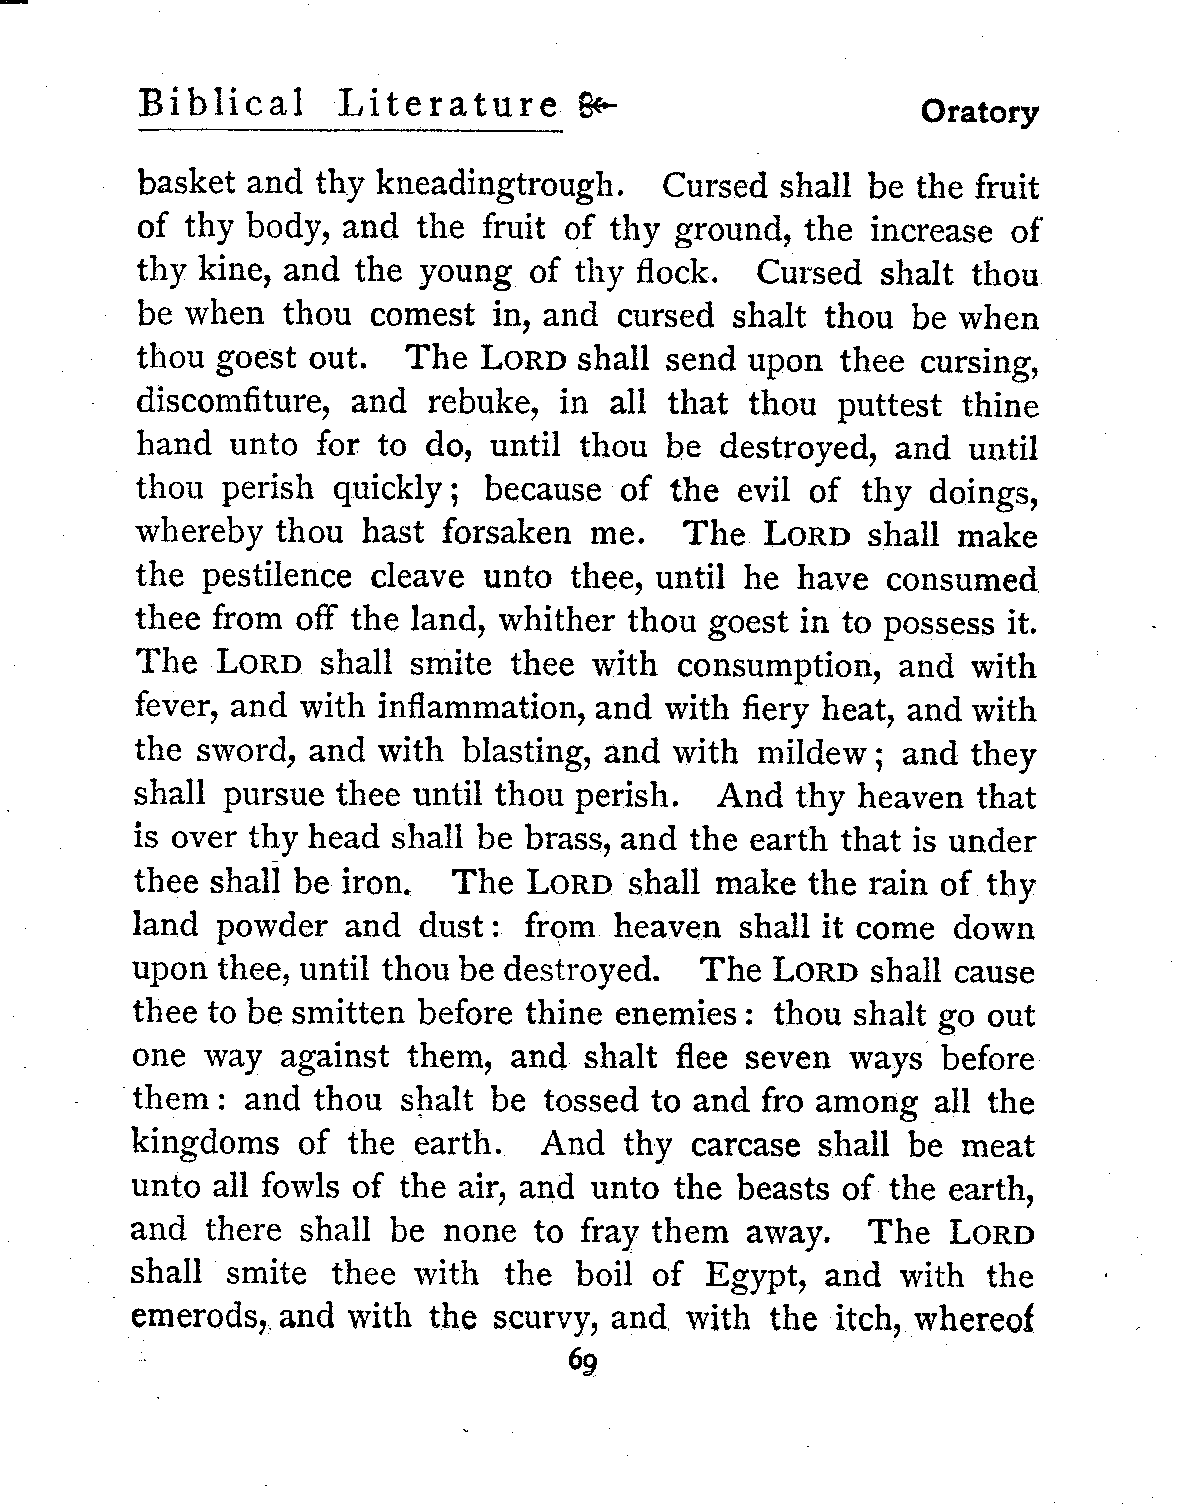 Biblical Literature Oratory
basket and thy kneadingtrough. Cursed shall be the fruit
of thy body, and the fruit of thy ground, the increase of
thy kine, and the young of thy flock. Cursed shalt thou
be when thou comest in, and cursed shalt thou be when
thou goest out. The LORD shall send upon thee cursing,
discomfiture, and rebuke, in all that thou puttest thine
hand unto for to do, until thou be destroyed, and until
thou perish quickly; because of the evil of thy doings,
whereby thou hast forsaken me. The LORD shall make
the pestilence cleave unto thee, until he have consumed
thee from off the land, whither thou goest in to possess it.
The LORD shall smite thee with consumption, and with
fever, and with inflammation, and with fiery heat, and with
the sword, and with blasting, and with mildew; and they
shall pursue thee until thou perish. And thy heaven that
is over thy head shall be brass, and the earth that is under
thee shall be iron. The LORD shall make the rain of thy
land powder and dust: from heaven shall it come down
upon thee, until thou be destroyed. The LORD shall cause
thee to be smitten before thine enemies: thou shalt go out
one way against them, and shalt flee seven ways before
them: and thou shalt be tossed to and fro among all the
kingdoms of the earth. And thy carcase shall be meat
unto all fowls of the air, and unto the beasts of the earth,
and there shall be none to fray them away. The LORD
shall smite thee with the boil of Egypt, and with the
emerods, and with the scurvy, and with the itch, whereof
69